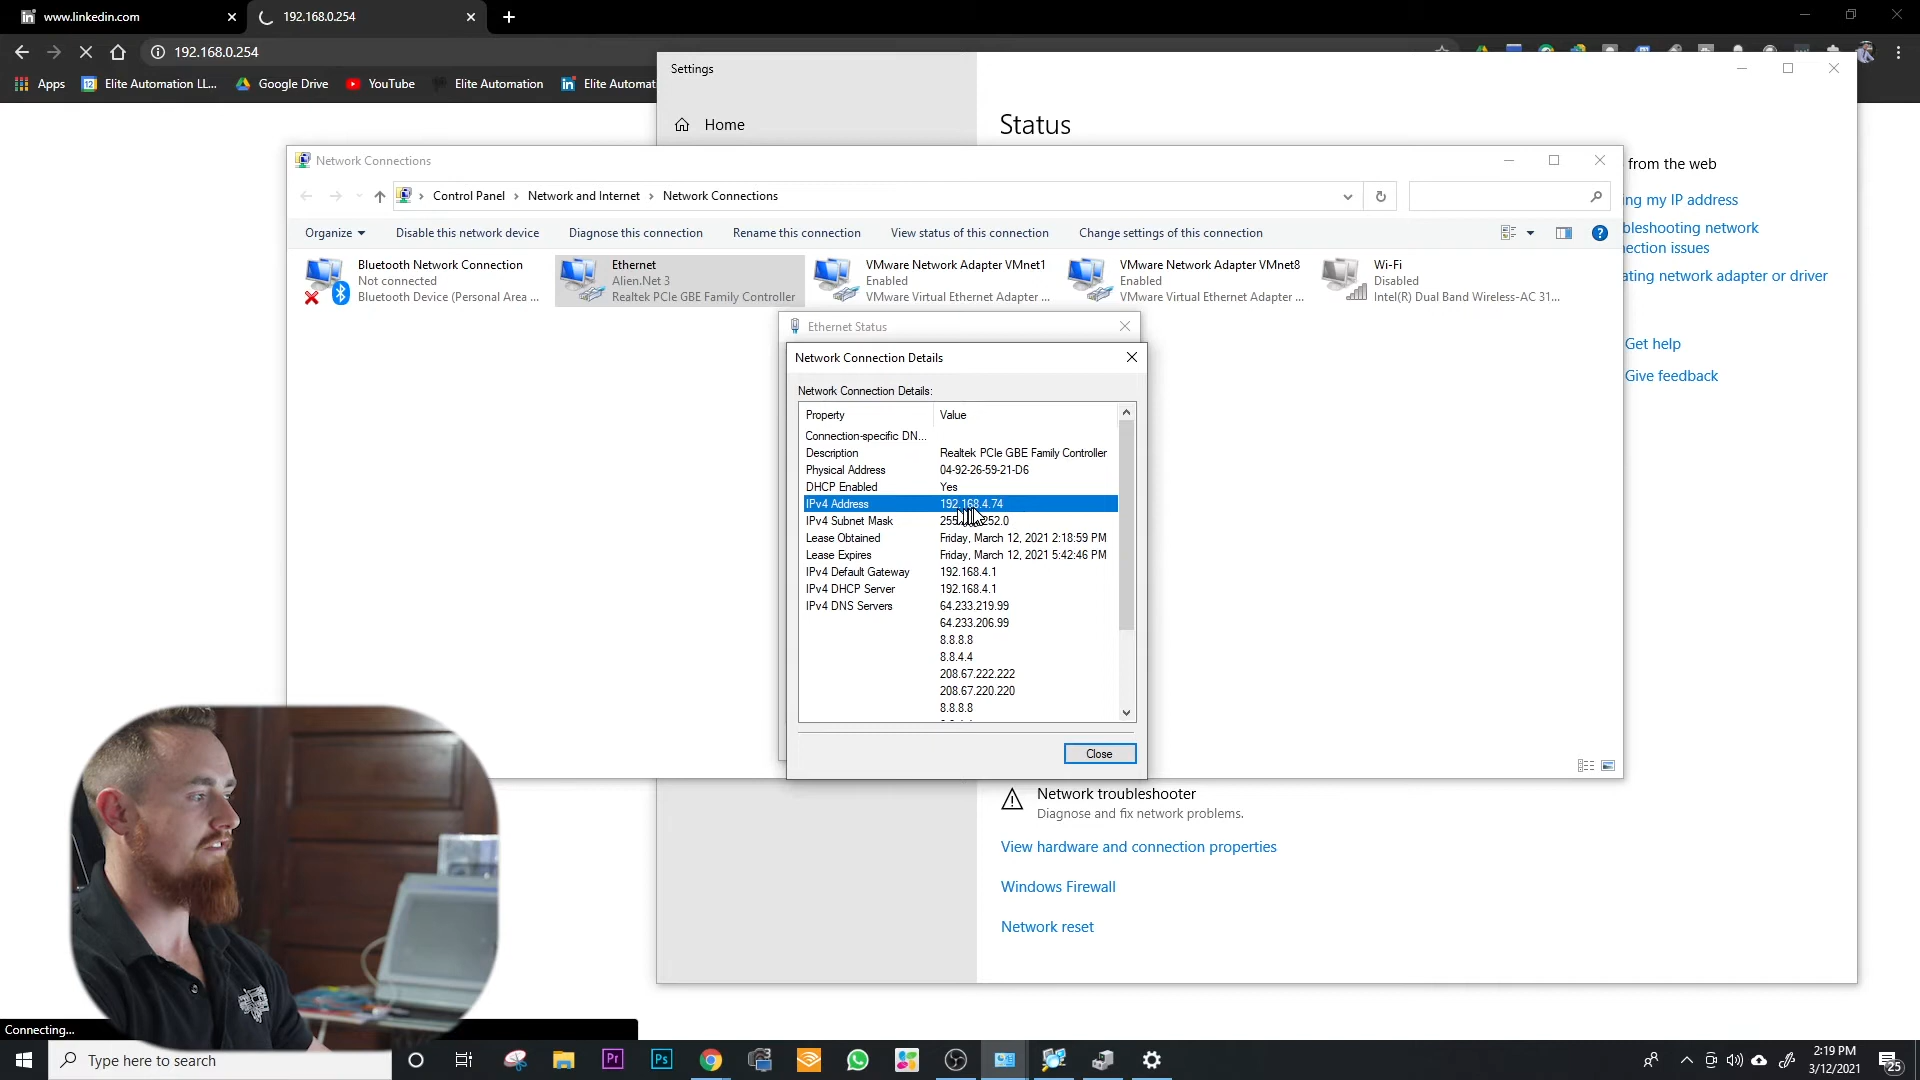 www.linkedin.com
192.168.0.254
192.168.0.254
Apps
Elite Automation LL...
Google Drive
YouTube
Elite Automation
Elite Automat
Settings
Home
Status
from the web
ing my IP address
bleshooting network
nection issues
ating network adapter or driver
Get help
Give feedback
Network Connections
Control Panel > Network and Internet > Network Connections
Organize
Disable this network device
Diagnose this connection
Rename this connection
View status of this connection
Change settings of this connection
Bluetooth Network Connection
Not connected
Bluetooth Device (Personal Area ...
Ethernet
Alien.Net 3
Realtek PCIe GBE Family Controller
VMware Network Adapter VMnet1
Enabled
VMware Virtual Ethernet Adapter ...
VMware Network Adapter VMnet8
Enabled
VMware Virtual Ethernet Adapter ...
Wi-Fi
Disabled
Intel(R) Dual Band Wireless-AC 31...
Ethernet Status
Network Connection Details
Network Connection Details:
Property Value
Connection-specific DN...
Description Realtek PCIe GBE Family Controller
Physical Address 04-92-26-59-21-D6
DHCP Enabled Yes
IPv4 Address 192.168.4.74
IPv4 Subnet Mask 255 252.0
Lease Obtained Friday, March 12, 2021 2:18:59 PM
Lease Expires Friday, March 12, 2021 5:42:46 PM
IPv4 Default Gateway 192.168.4.1
IPv4 DHCP Server 192.168.4.1
IPv4 DNS Servers 64.233.219.99
64.233.206.99
8.8.8.8
8.8.4.4
208.67.222.222
208.67.220.220
8.8.8.8
Close
Network troubleshooter
Diagnose and fix network problems.
View hardware and connection properties
Windows Firewall
Network reset
Connecting...
Type here to search
Pr
Ps
2:19 PM
3/12/2021
25